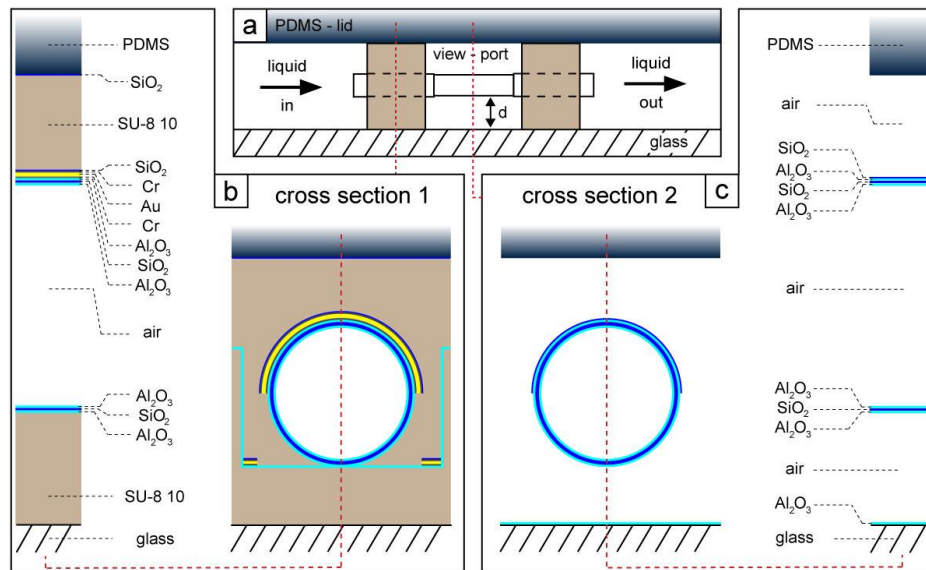 a
PDMS - lid
liquid
in
view - port
d
liquid
out
glass
PDMS
SiO₂
SU-8 10
SiO₂
Cr
Au
Cr
Al₂O₃
SiO₂
Al₂O₃
air
Al₂O₃
SiO₂
Al₂O₃
SU-8 10
glass
b
cross section 1
cross section 2
c
PDMS
air
SiO₂
Al₂O₃
SiO₂
Al₂O₃
air
Al₂O₃
SiO₂
Al₂O₃
air
Al₂O₃
glass